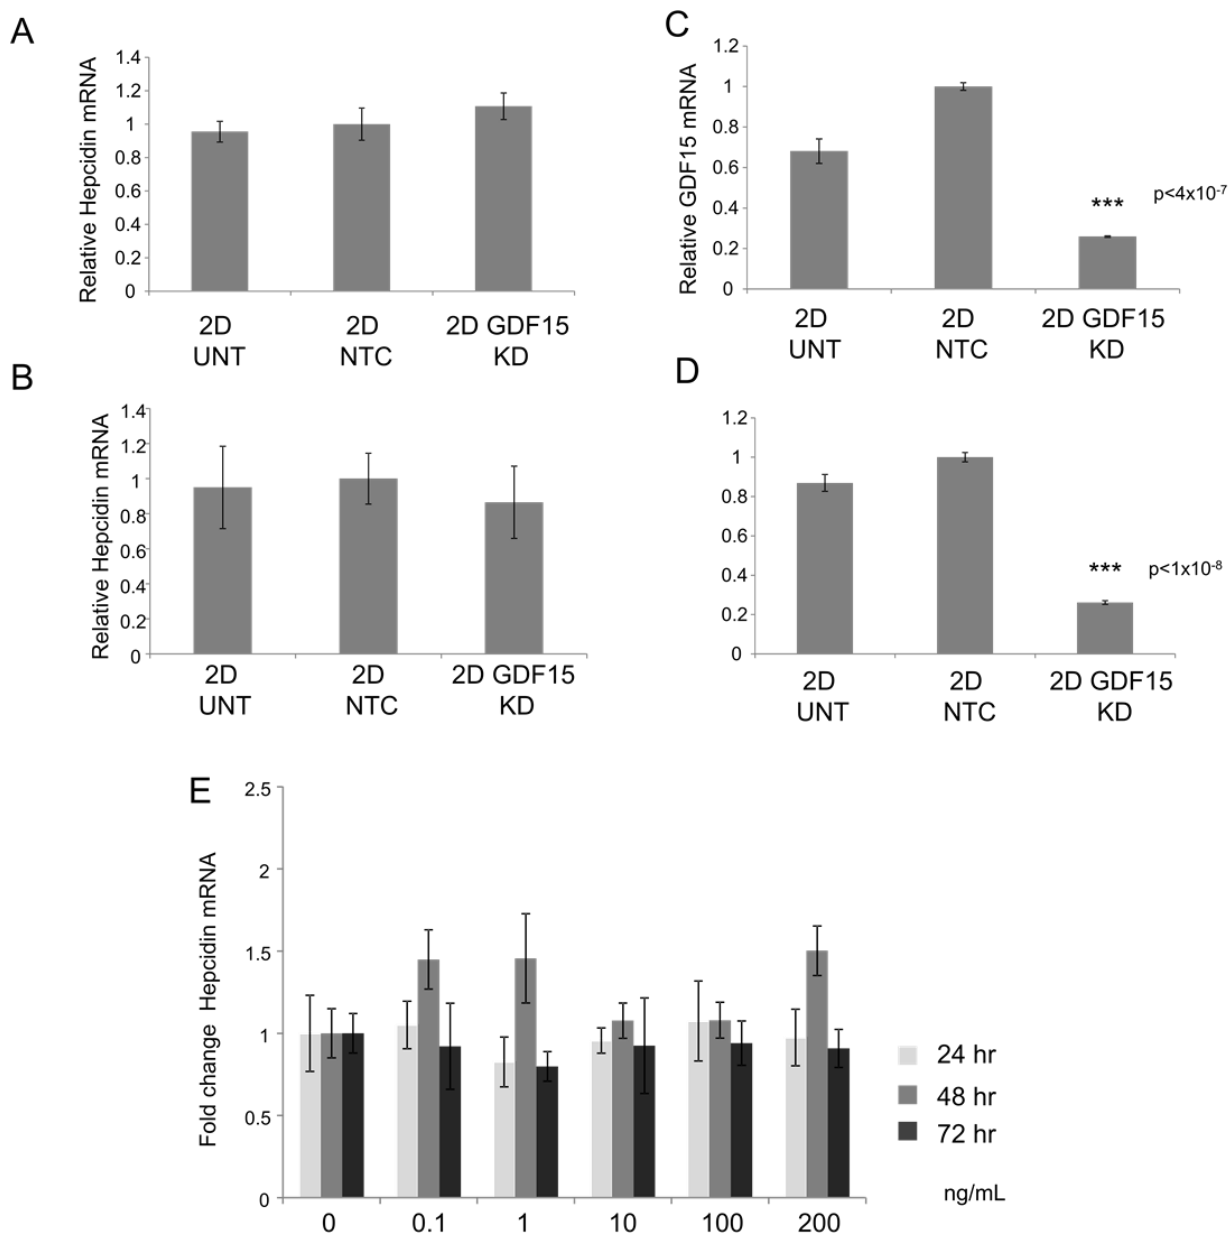 A
Relative Hepcidin mRNA
1.4
1.2
1
0.8
0.6
0.4
0.2
0
2D
UNT
2D
NTC
2D GDF15
KD
C
Relative GDF15 mRNA
1.2
1
0.8
0.6
0.4
0.2
0
***
p<4x10-7
2D
UNT
2D
NTC
2D GDF15
KD
B
Relative Hepcidin mRNA
1.4
1.2
1
0.8
0.6
0.4
0.2
0
2D
UNT
2D
NTC
2D GDF15
KD
D
1.2
1
0.8
0.6
0.4
0.2
0
***
p<1x10-8
2D
UNT
2D
NTC
2D GDF15
KD
E
Fold change Hepcidin mRNA
2.5
2
1.5
1
0.5
0
0 0.1 1 10 100 200
24 hr
48 hr
72 hr
ng/mL